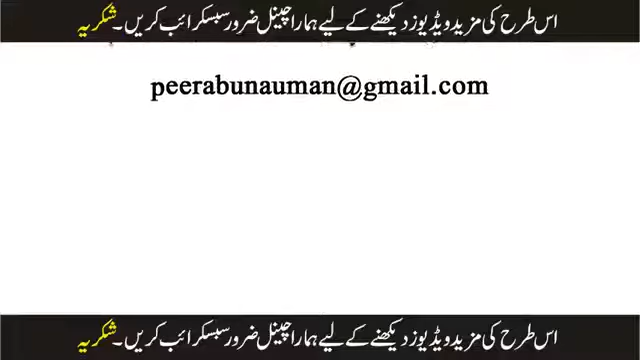 اس طرح کی مزید ویڈیوز دیکھنے کے لیے ہمارا چینل ضرور سبسکرائب کریں۔ شکریہ
peerabunauman@gmail.com
اس طرح کی مزید ویڈیوز دیکھنے کے لیے ہمارا چینل ضرور سبسکرائب کریں۔ شکریہ